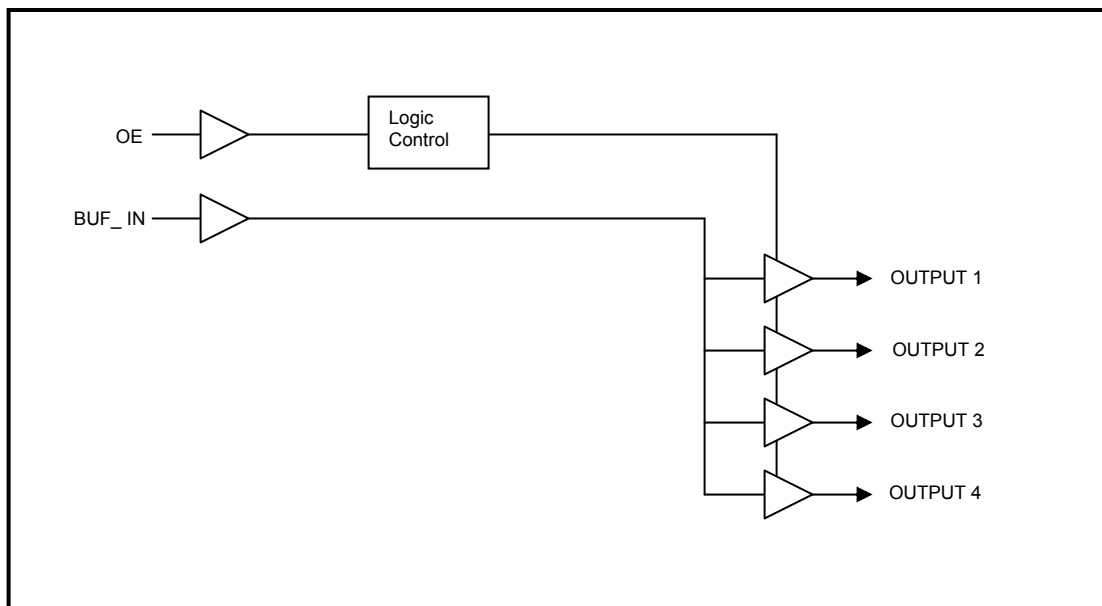 OE
Logic
Control
BUF_ IN
OUTPUT 1
OUTPUT 2
OUTPUT 3
OUTPUT 4